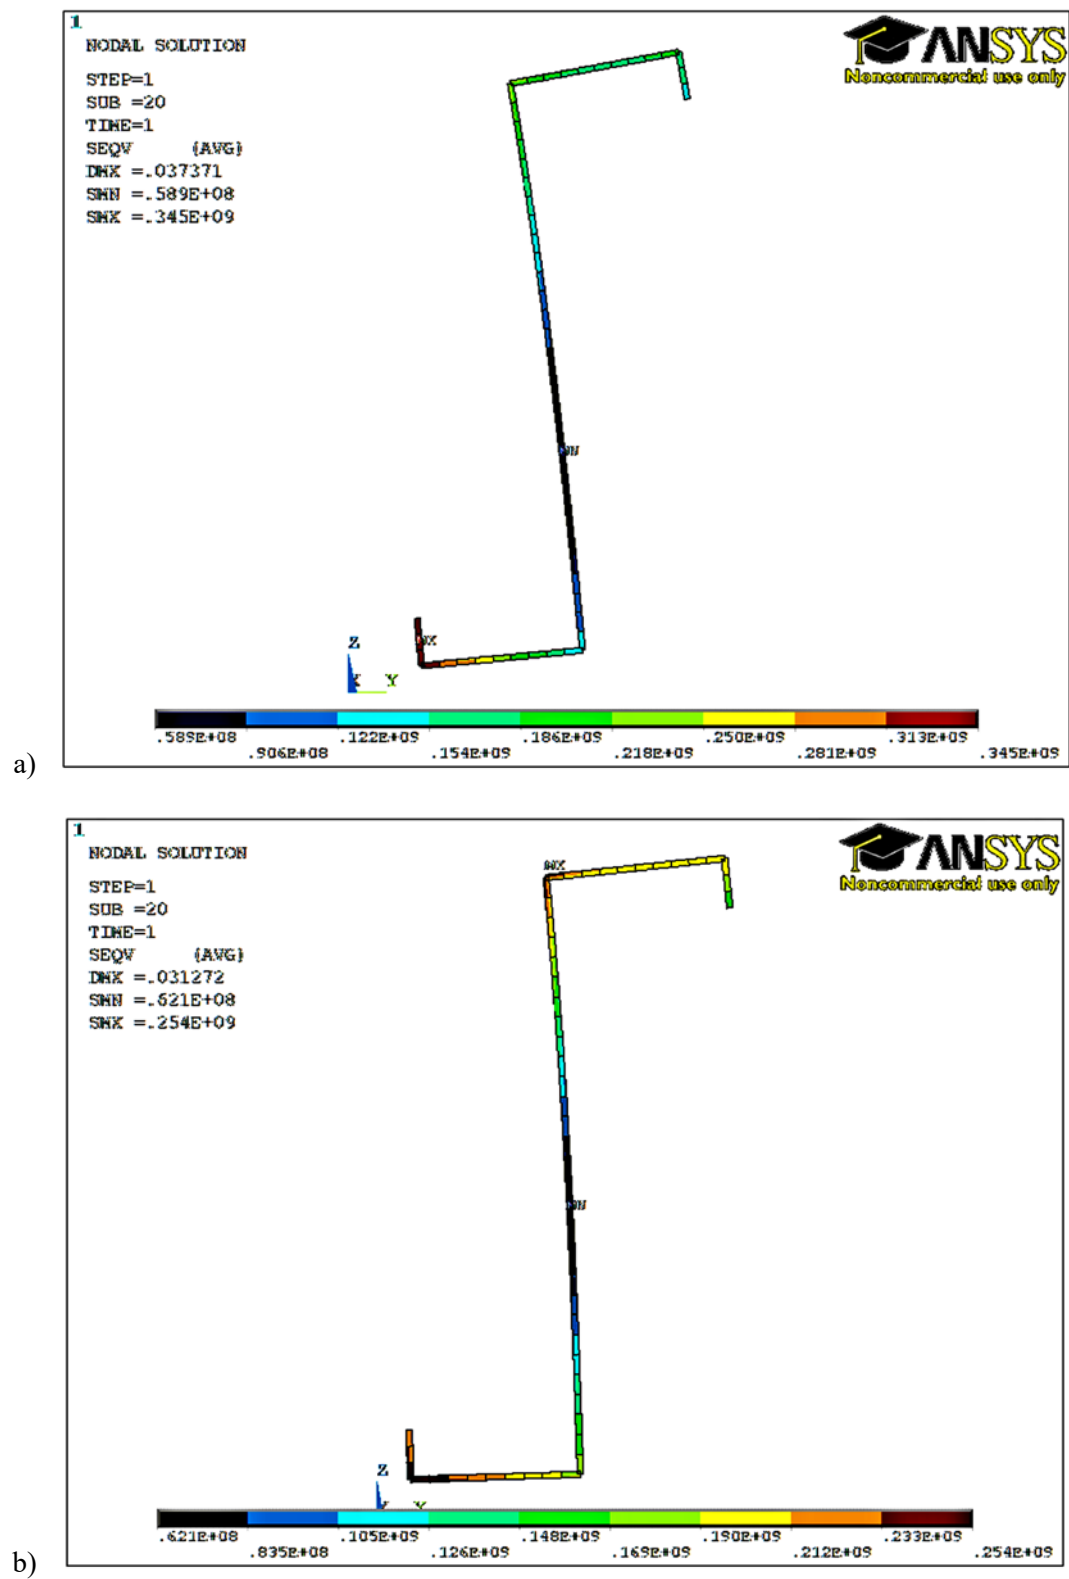 1
NODAL SOLUTION
STEP=1
SUB =20
TIME=1
SEQV (AVG)
DMX =.037371
SMN =.589E+08
SMX =.345E+09
ANSYS
Noncommercial use only
MN
MX
Z
X Y
.589E+08 .122E+09 .186E+09 .250E+09 .313E+09
.906E+08 .154E+09 .218E+09 .281E+09 .345E+09
a)
1
NODAL SOLUTION
STEP=1
SUB =20
TIME=1
SEQV (AVG)
DMX =.031272
SMN =.621E+08
SMX =.254E+09
ANSYS
Noncommercial use only
MX
MN
Z
Y
.621E+08 .105E+09 .148E+09 .190E+09 .233E+09
.835E+08 .126E+09 .169E+09 .212E+09 .254E+09
b)